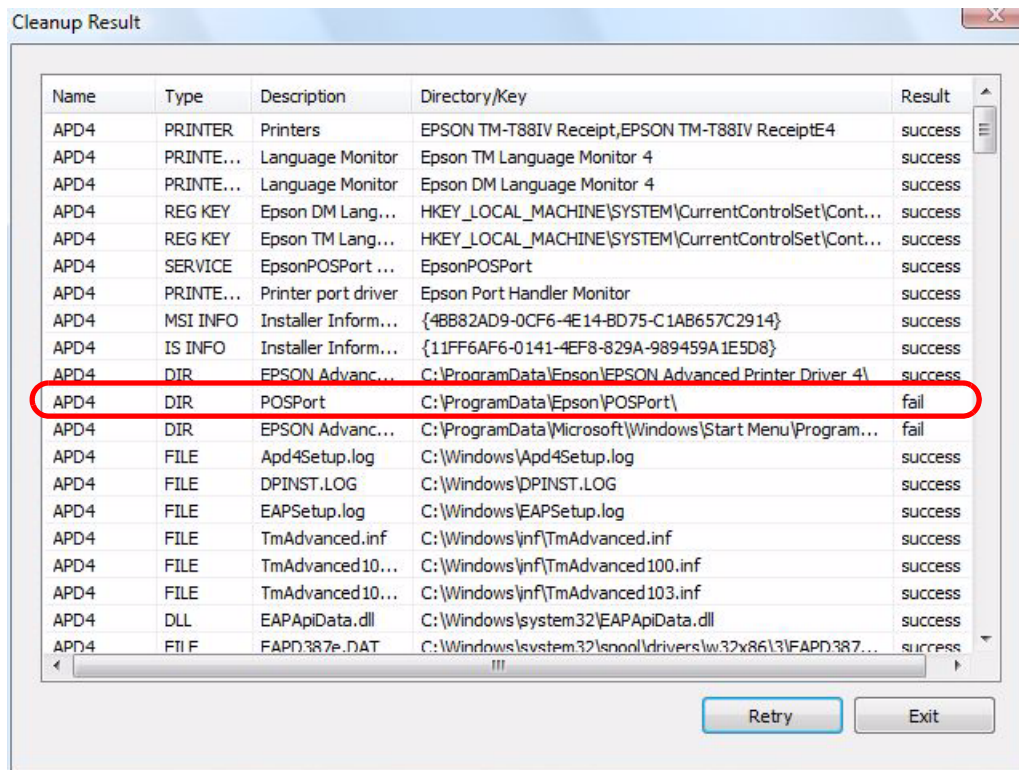 Cleanup Result
Name Type Description Directory/Key Result
APD4 PRINTER Printers EPSON TM-T88IV Receipt,EPSON TM-T88IV ReceiptE4 success
APD4 PRINTE... Language Monitor Epson TM Language Monitor 4 success
APD4 PRINTE... Language Monitor Epson DM Language Monitor 4 success
APD4 REG KEY Epson DM Lang... HKEY_LOCAL_MACHINE\SYSTEM\CurrentControlSet\Cont... success
APD4 REG KEY Epson TM Lang... HKEY_LOCAL_MACHINE\SYSTEM\CurrentControlSet\Cont... success
APD4 SERVICE EpsonPOSPort ... EpsonPOSPort success
APD4 PRINTE... Printer port driver Epson Port Handler Monitor success
APD4 MSI INFO Installer Inform... {4BB82AD9-0CF6-4E14-BD75-C1AB657C2914} success
APD4 IS INFO Installer Inform... {11FF6AF6-0141-4EF8-829A-989459A1E5D8} success
APD4 DIR EPSON Advanc... C:\ProgramData\Epson\EPSON Advanced Printer Driver 4\ success
APD4 DIR POSPort C:\ProgramData\Epson\POSPort\ fail
APD4 DIR EPSON Advanc... C:\ProgramData\Microsoft\Windows\Start Menu\Program... fail
APD4 FILE Apd4Setup.log C:\Windows\Apd4Setup.log success
APD4 FILE DPINST.LOG C:\Windows\DPINST.LOG success
APD4 FILE EAPSetup.log C:\Windows\EAPSetup.log success
APD4 FILE TmAdvanced.inf C:\Windows\inf\TmAdvanced.inf success
APD4 FILE TmAdvanced10... C:\Windows\inf\TmAdvanced100.inf success
APD4 FILE TmAdvanced10... C:\Windows\inf\TmAdvanced103.inf success
APD4 DLL EAPApiData.dll C:\Windows\system32\EAPApiData.dll success
APD4 FILE EAPD387e.DAT C:\Windows\system32\spool\drivers\w32x86\3\EAPD387... success
Retry Exit